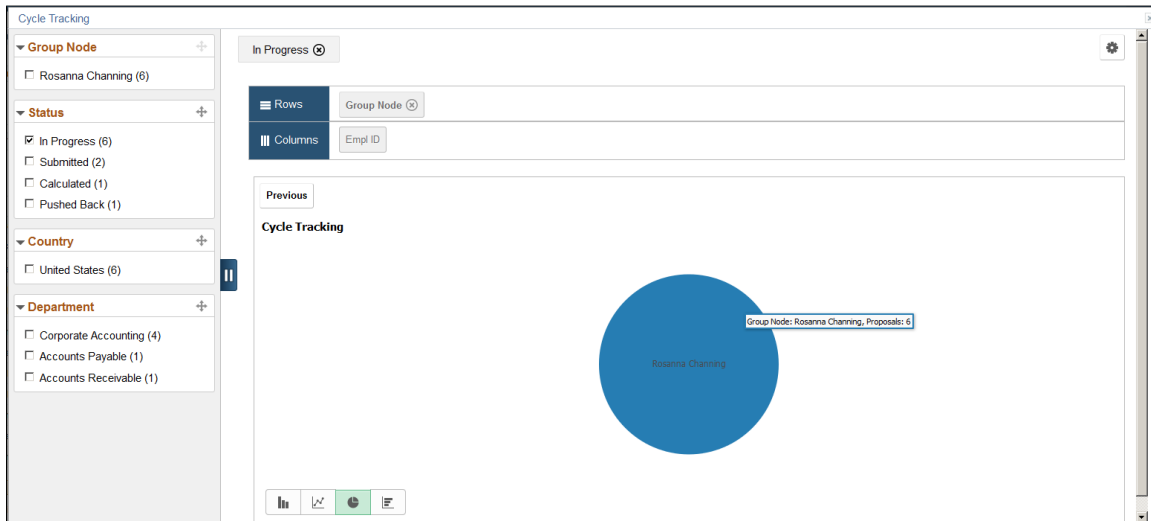 Cycle Tracking
Group Node
Rosanna Channing (6)
Status
In Progress (6)
Submitted (2)
Calculated (1)
Pushed Back (1)
Country
United States (6)
Department
Corporate Accounting (4)
Accounts Payable (1)
Accounts Receivable (1)
In Progress
Rows
Group Node
Columns
Empl ID
Previous
Cycle Tracking
Group Node: Rosanna Channing, Proposals: 6
Rosanna Channing